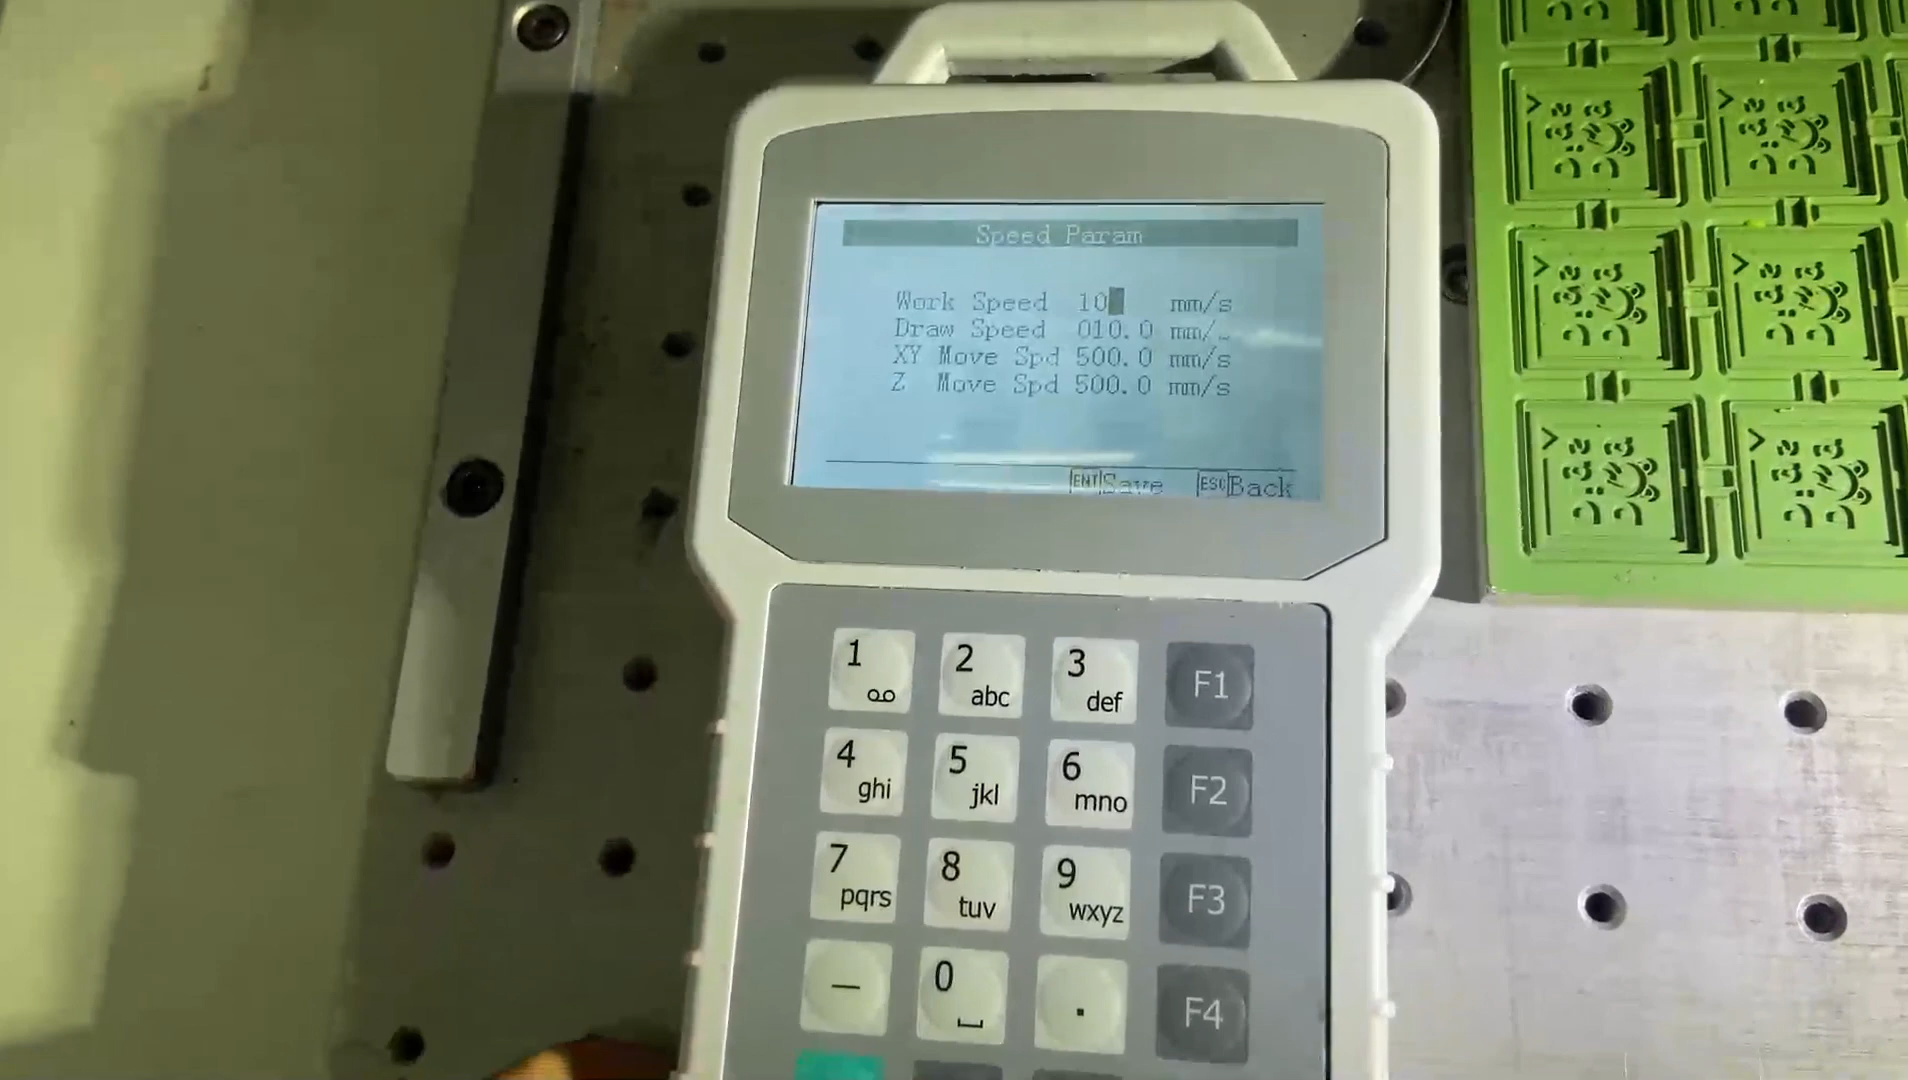 Speed Param
Work Speed 10 mm/s
Draw Speed 010.0 mm/
XY Move Spd 500.0 mm/s
Z Move Spd 500.0 mm/s
ENT Save ESC Back
1 2 abc 3 def F1
4 ghi 5 jkl 6 mno F2
7 pqrs 8 tuv 9 wxyz F3
— 0 . F4